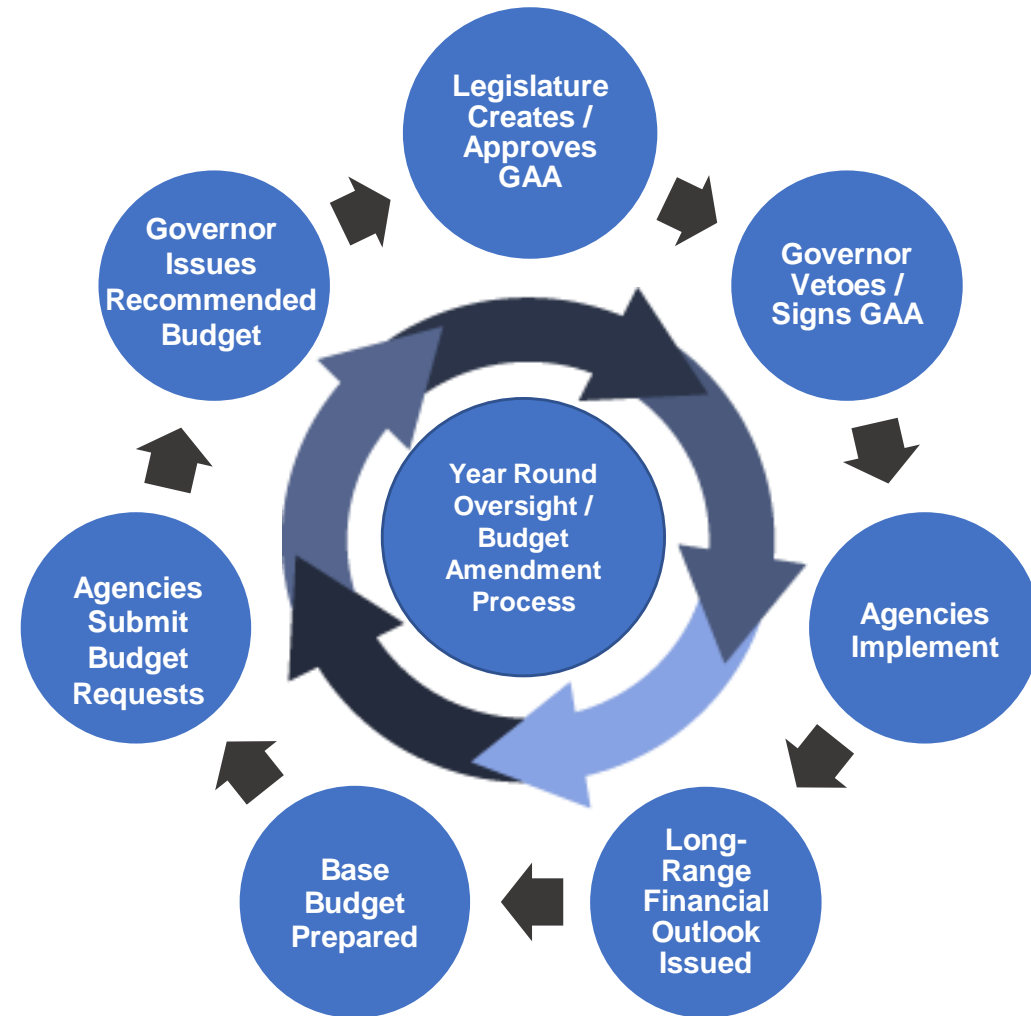 Legislature
Creates /
Approves
GAA
Governor
Vetoes /
Signs GAA
Agencies
Implement
Long-
Range
Financial
Outlook
Issued
Base
Budget
Prepared
Agencies
Submit
Budget
Requests
Governor
Issues
Recommended
Budget
Year Round
Oversight /
Budget
Amendment
Process